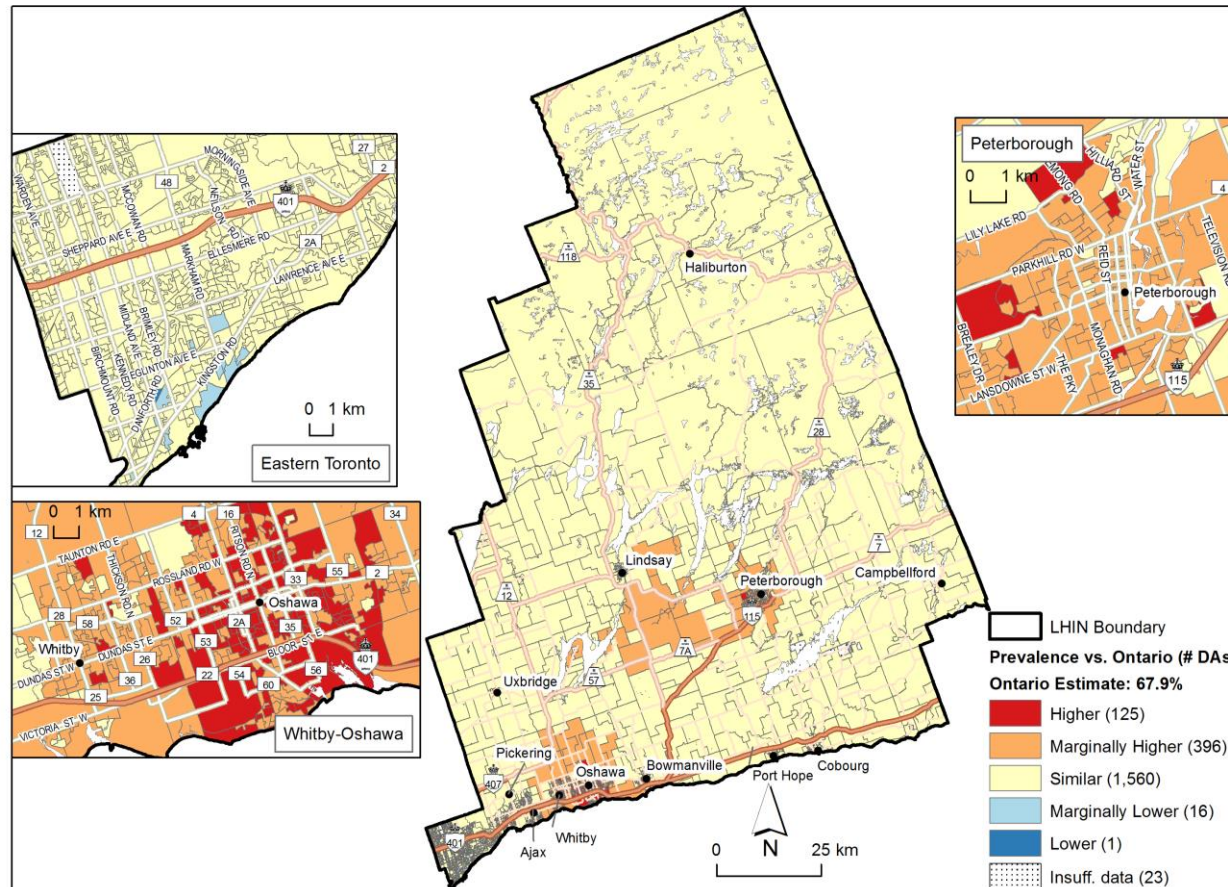 Eastern Toronto
WARDEN AVE
MCCOWAN RD
48
MORNINGSIDE AVE
NEILSON RD
27
2
401
SHEPPARD AVE E
ELLESMERE RD
2A
MARKHAM RD
LAWRENCE AVE E
BRIMLEY RD
MIDLAND AVE
EGLINTON AVE E
KINGSTON RD
KENNEDY RD
BIRCHMOUNT RD
DANFORTH RD
0 1 km
Whitby-Oshawa
0 1 km
4
16
34
12
TAUNTON RD E
RITSON RD N
ROSSLAND RD W
THICKSON RD N
33
55
2
28
58
52
Oshawa
2A
53
35
Whitby
DUNDAS ST E
BLOOR ST E
DUNDAS ST W
26
401
22
54
56
36
60
25
VICTORIA ST W
118
Haliburton
35
28
Lindsay
7
Peterborough
Campbellford
12
115
7A
57
Uxbridge
Pickering
Oshawa
Bowmanville
407
Port Hope
Cobourg
401
Ajax
Whitby
N
0 25 km
Peterborough
0 1 km
HILLIARD ST
WATER ST
EMONG RD
4
LILY LAKE RD
TELEVISION R
PARKHILL RD W
REID ST
Peterborough
BREALEY DR
MONAGHAN RD
THE PKY
LANSDOWNE ST W
115
LHIN Boundary
Prevalence vs. Ontario (# DAs
Ontario Estimate: 67.9%
Higher (125)
Marginally Higher (396)
Similar (1,560)
Marginally Lower (16)
Lower (1)
Insuff. data (23)